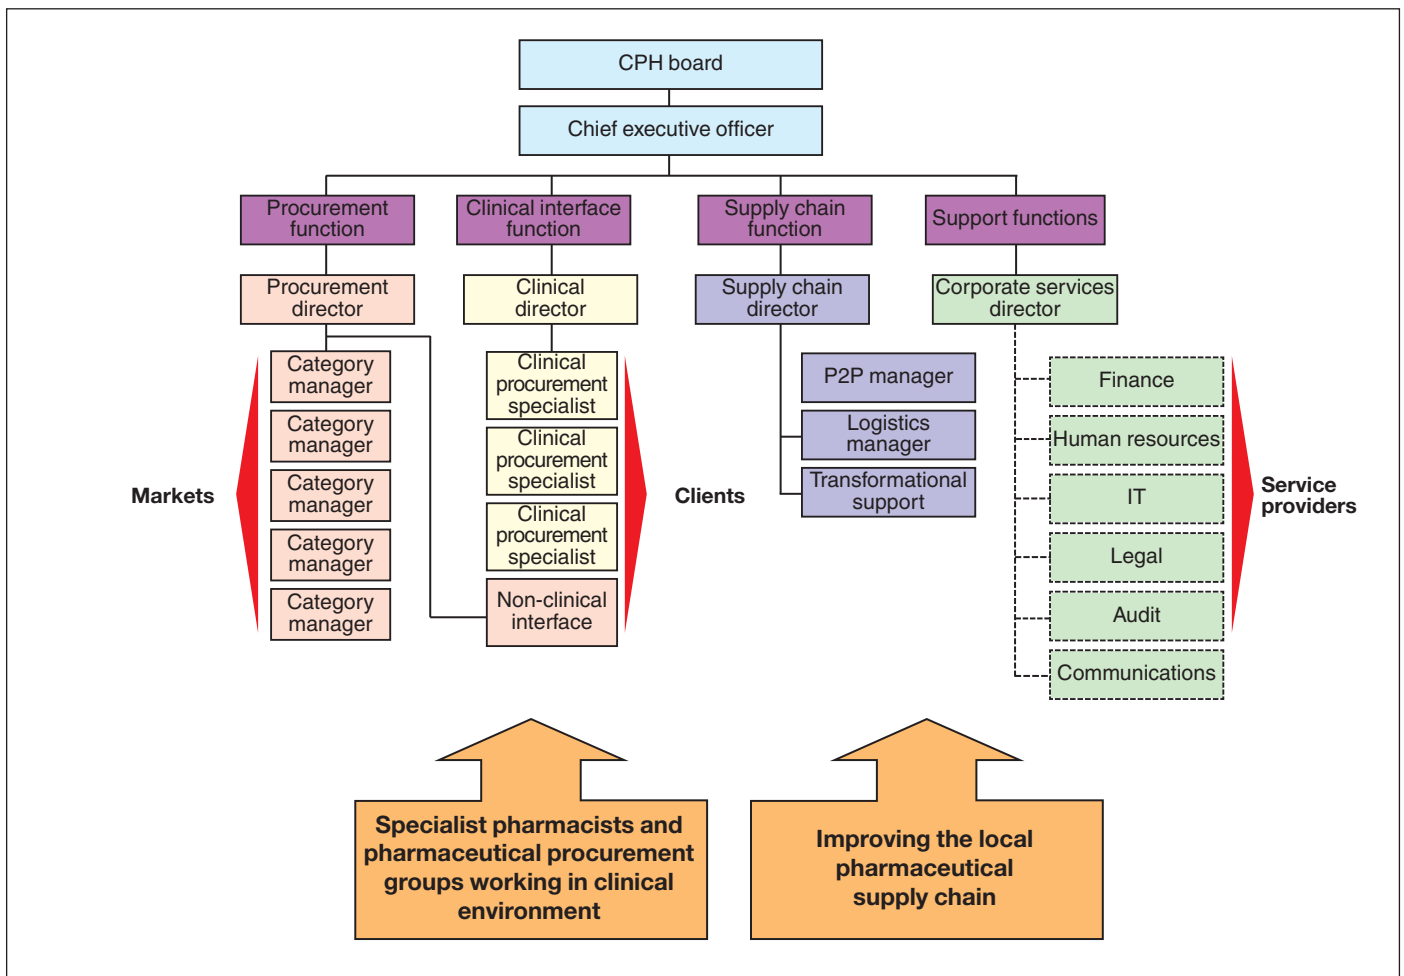 CPH board
Chief executive officer
Procurement
function
Clinical interface
function
Supply chain
function
Support functions
Procurement
director
Clinical
director
Supply chain
director
Corporate services
director
Category
manager
Category
manager
Category
manager
Category
manager
Category
manager
Markets
Clinical
procurement
specialist
Clinical
procurement
specialist
Clinical
procurement
specialist
Non-clinical
interface
Clients
P2P manager
Logistics
manager
Transformational
support
Finance
Human resources
IT
Legal
Audit
Communications
Service
providers
Specialist pharmacists and
pharmaceutical procurement
groups working in clinical
environment
Improving the local
pharmaceutical
supply chain